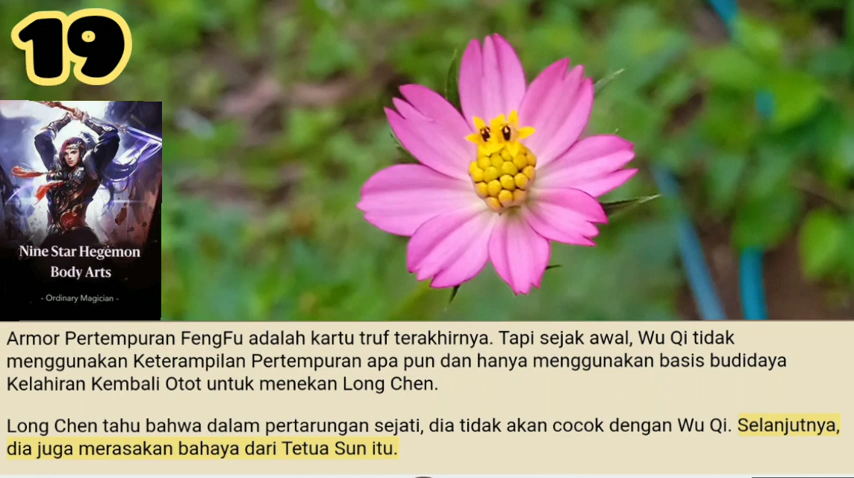 19
Nine Star Hegemon
Body Arts
- Ordinary Magician -
Armor Pertempuran FengFu adalah kartu truf terakhirnya. Tapi sejak awal, Wu Qi tidak
menggunakan Keterampilan Pertempuran apa pun dan hanya menggunakan basis budidaya
Kelahiran Kembali Otot untuk menekan Long Chen.
Long Chen tahu bahwa dalam pertarungan sejati, dia tidak akan cocok dengan Wu Qi. Selanjutnya,
dia juga merasakan bahaya dari Tetua Sun itu.